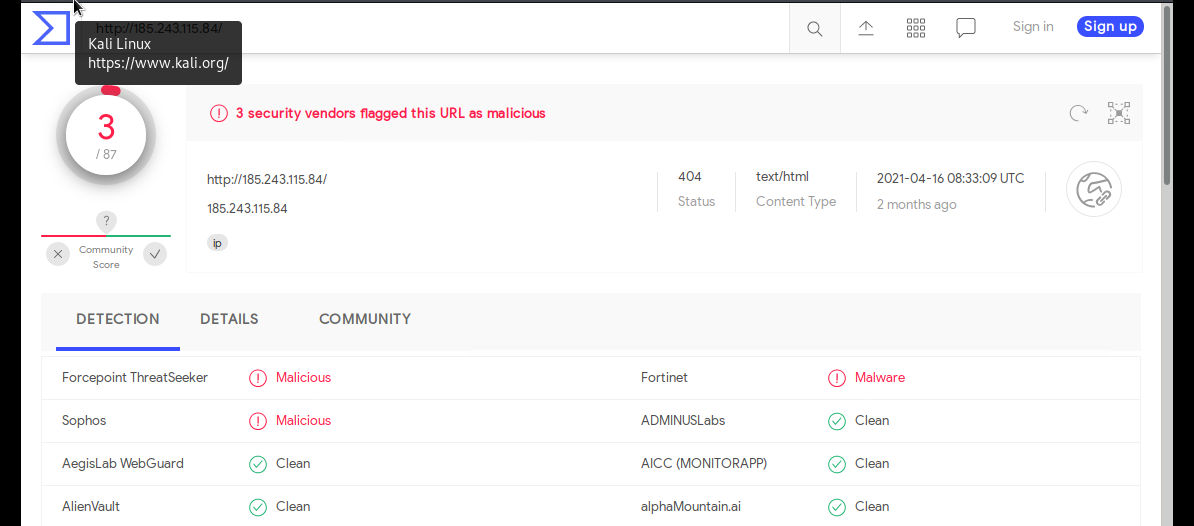 http://185.243.115.84/
Sign in
Sign up
Kali Linux
https://www.kali.org/
3
/ 87
?
Community
Score
3 security vendors flagged this URL as malicious
http://185.243.115.84/
185.243.115.84
ip
404
Status
text/html
Content Type
2021-04-16 08:33:09 UTC
2 months ago
DETECTION DETAILS COMMUNITY
Forcepoint ThreatSeeker Malicious Fortinet Malware
Sophos Malicious ADMINUSLabs Clean
AegisLab WebGuard Clean AICC (MONITORAPP) Clean
AlienVault Clean alphaMountain.ai Clean